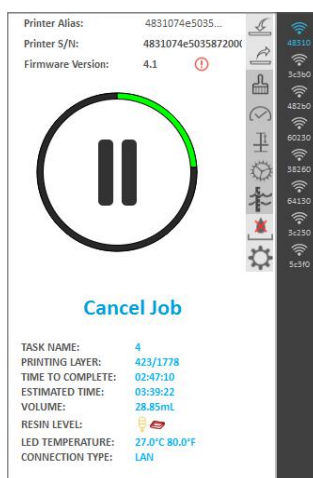 Printer Alias: 4831074e5035...
Printer S/N: 4831074e5035872000
Firmware Version: 4.1
Cancel Job
TASK NAME: 4
PRINTING LAYER: 423/1778
TIME TO COMPLETE: 02:47:10
ESTIMATED TIME: 03:39:22
VOLUME: 28.85mL
RESIN LEVEL:
LED TEMPERATURE: 27.0°C 80.0°F
CONNECTION TYPE: LAN
48310
3c3b0
482b0
60230
38260
64130
3c250
5c3f0